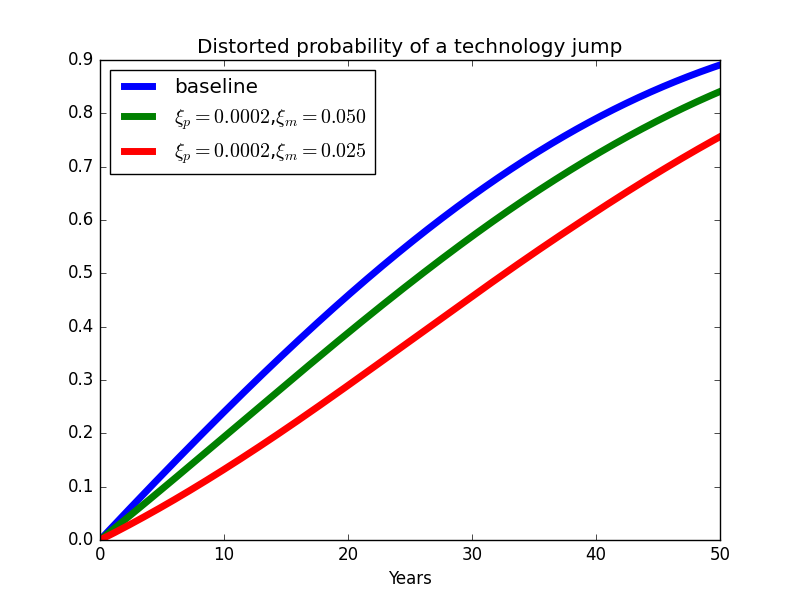 Distorted probability of a technology jump
0.9
0.8
0.7
0.6
0.5
0.4
0.3
0.2
0.1
0.0
baseline
ξₚ = 0.0002,ξₘ = 0.050
ξₚ = 0.0002,ξₘ = 0.025
0 10 20 30 40 50
Years